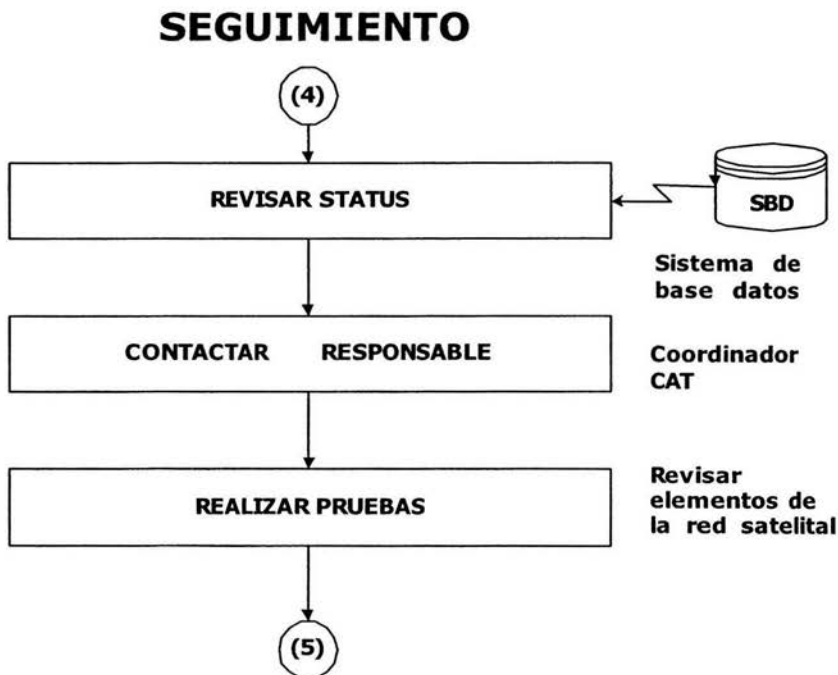 SEGUIMIENTO
(4)
REVISAR STATUS
SBD
Sistema de
base datos
CONTACTAR RESPONSABLE
Coordinador
CAT
REALIZAR PRUEBAS
Revisar
elementos de
la red satelital
(5)